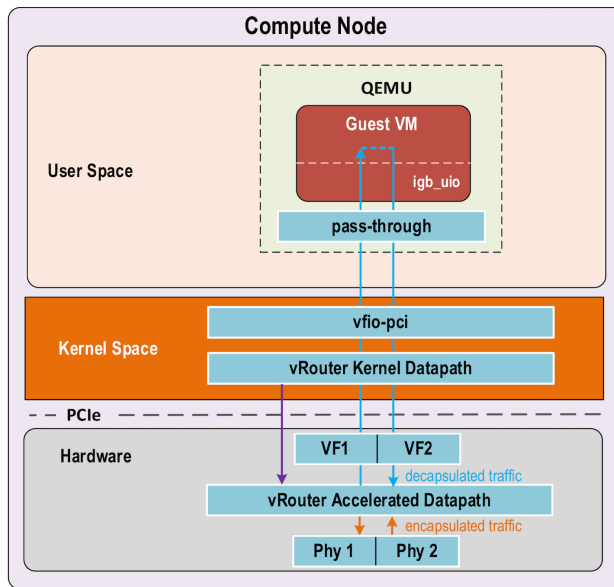 Compute Node
QEMU
Guest VM
igb_uio
User Space
pass-through
vfio-pci
Kernel Space
vRouter Kernel Datapath
PCIe
Hardware
VF1 VF2
decapsulated traffic
vRouter Accelerated Datapath
encapsulated traffic
Phy 1 Phy 2